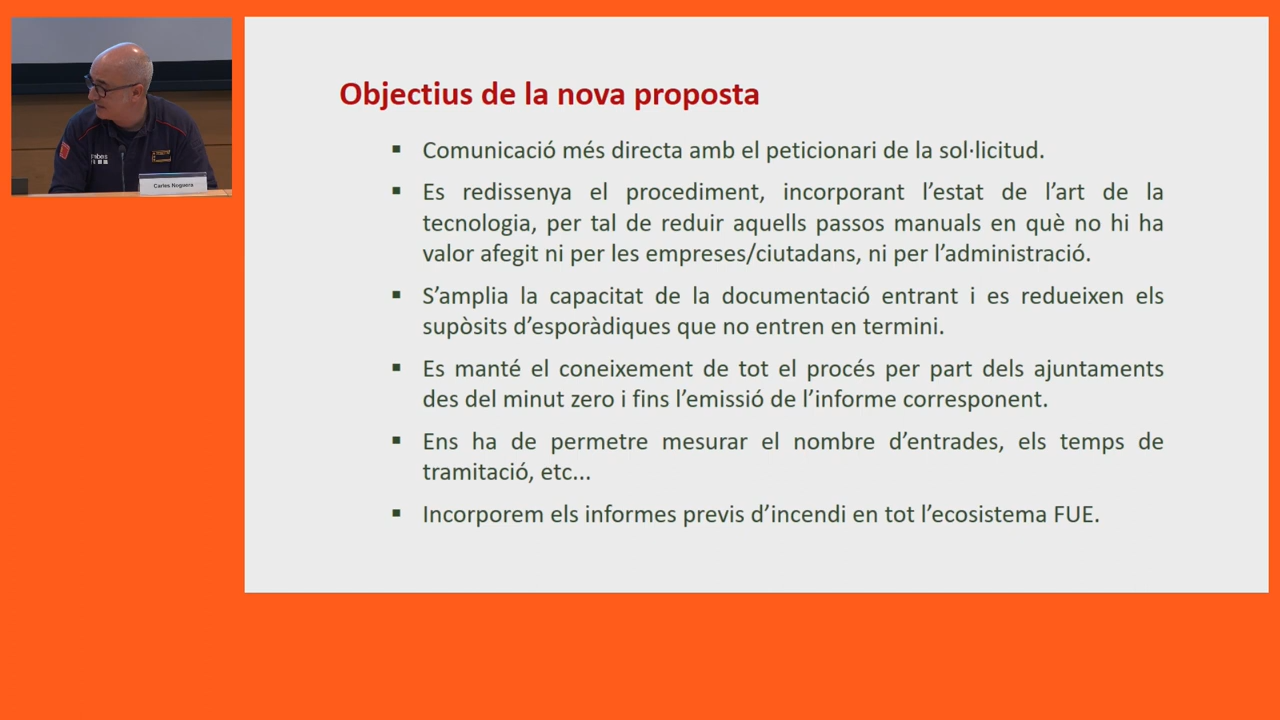 Objectius de la nova proposta
▪ Comunicació més directa amb el peticionari de la sol·licitud.
▪ Es redissenya el procediment, incorporant l’estat de l’art de la
tecnologia, per tal de reduir aquells passos manuals en què no hi ha
valor afegit ni per les empreses/ciutadans, ni per l’administració.
▪ S’amplia la capacitat de la documentació entrant i es redueixen els
supòsits d’esporàdiques que no entren en termini.
▪ Es manté el coneixement de tot el procés per part dels ajuntaments
des del minut zero i fins l’emissió de l’informe corresponent.
▪ Ens ha de permetre mesurar el nombre d’entrades, els temps de
tramitació, etc...
▪ Incorporem els informes previs d’incendi en tot l’ecosistema FUE.
Carles Noguera